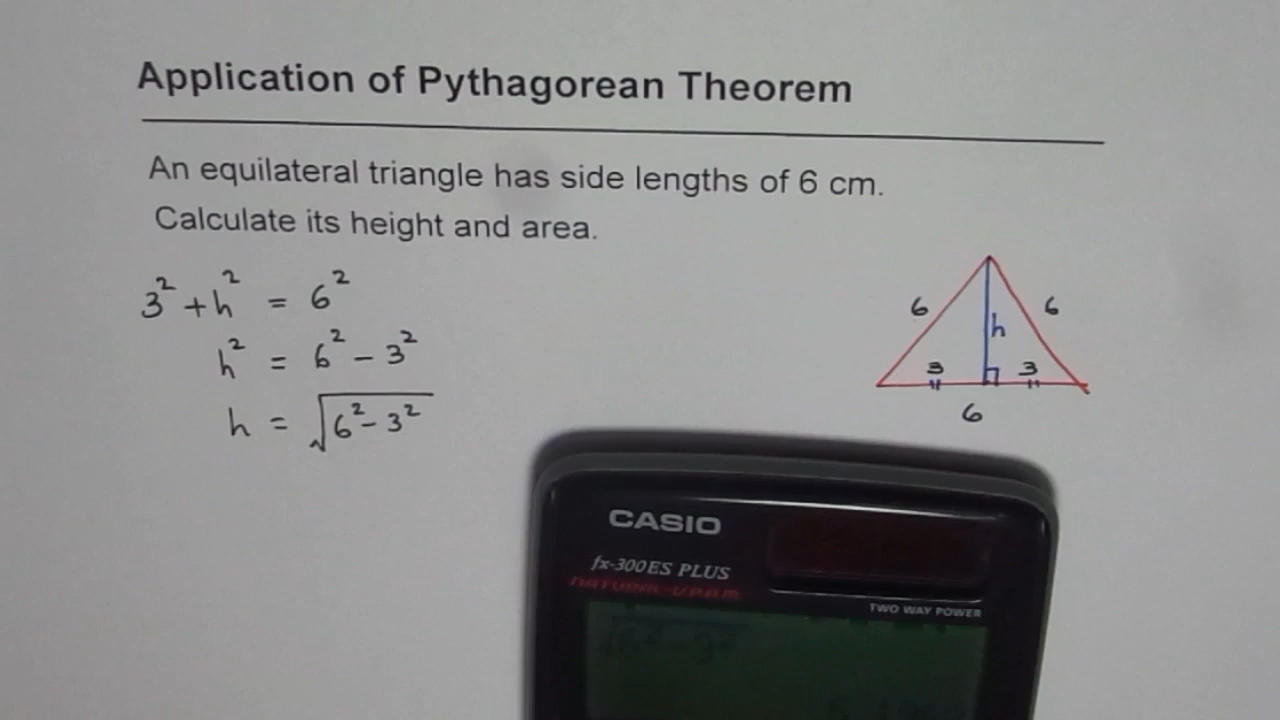 Application of Pythagorean Theorem
An equilateral triangle has side lengths of 6 cm.
Calculate its height and area.
3² + h² = 6²
h² = 6² - 3²
h = √(6² - 3²)
6 h 6
3 3
6
CASIO
fx-300ES PLUS
NATURAL-V.P.A.M.
TWO WAY POWER